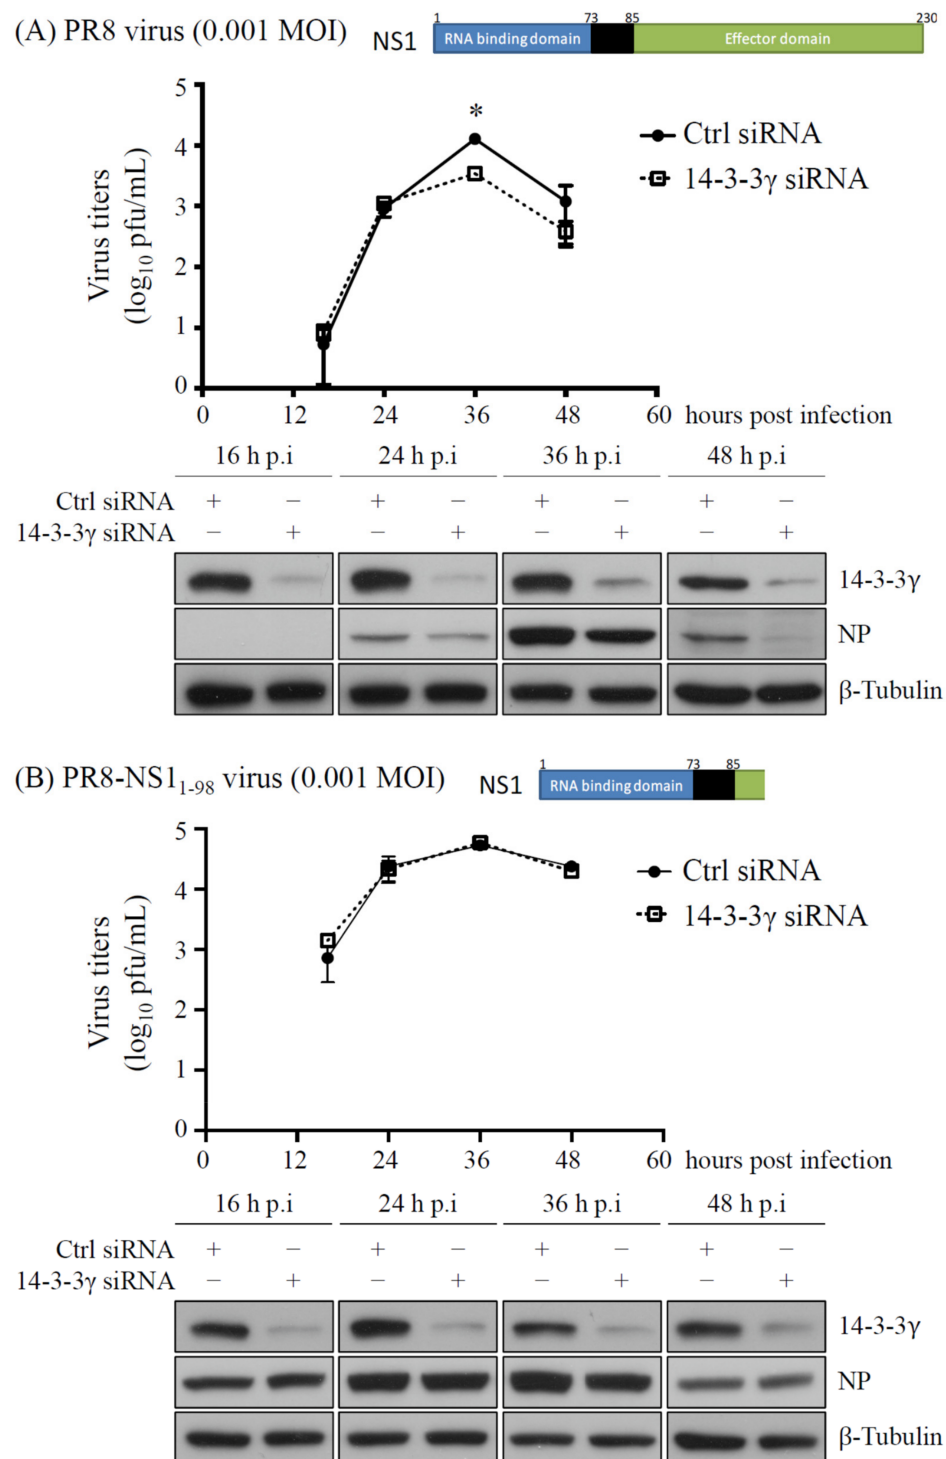 (A) PR8 virus (0.001 MOI)
NS1
1 73 85 230
RNA binding domain Effector domain
5
4
3
2
1
0
Virus titers
(log10 pfu/mL)
*
Ctrl siRNA
14-3-3γ siRNA
0 12 24 36 48 60 hours post infection
16 h p.i 24 h p.i 36 h p.i 48 h p.i
Ctrl siRNA + − + − + − + −
14-3-3γ siRNA − + − + − + − +
14-3-3γ
NP
β-Tubulin
(B) PR8-NS11-98 virus (0.001 MOI)
NS1
1 73 85
RNA binding domain
5
4
3
2
1
0
Virus titers
(log10 pfu/mL)
Ctrl siRNA
14-3-3γ siRNA
0 12 24 36 48 60 hours post infection
16 h p.i 24 h p.i 36 h p.i 48 h p.i
Ctrl siRNA + − + − + − + −
14-3-3γ siRNA − + − + − + − +
14-3-3γ
NP
β-Tubulin